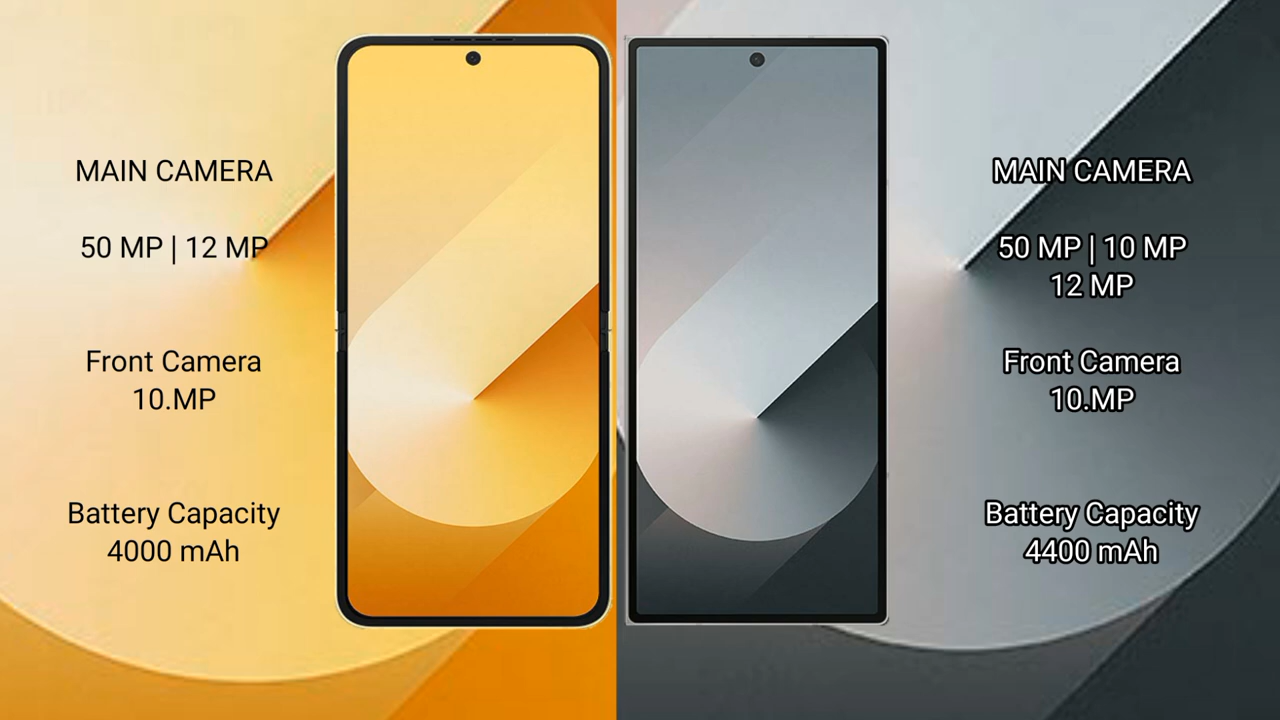 MAIN CAMERA
50 MP | 12 MP
Front Camera
10.MP
Battery Capacity
4000 mAh
MAIN CAMERA
50 MP | 10 MP
12 MP
Front Camera
10.MP
Battery Capacity
4400 mAh